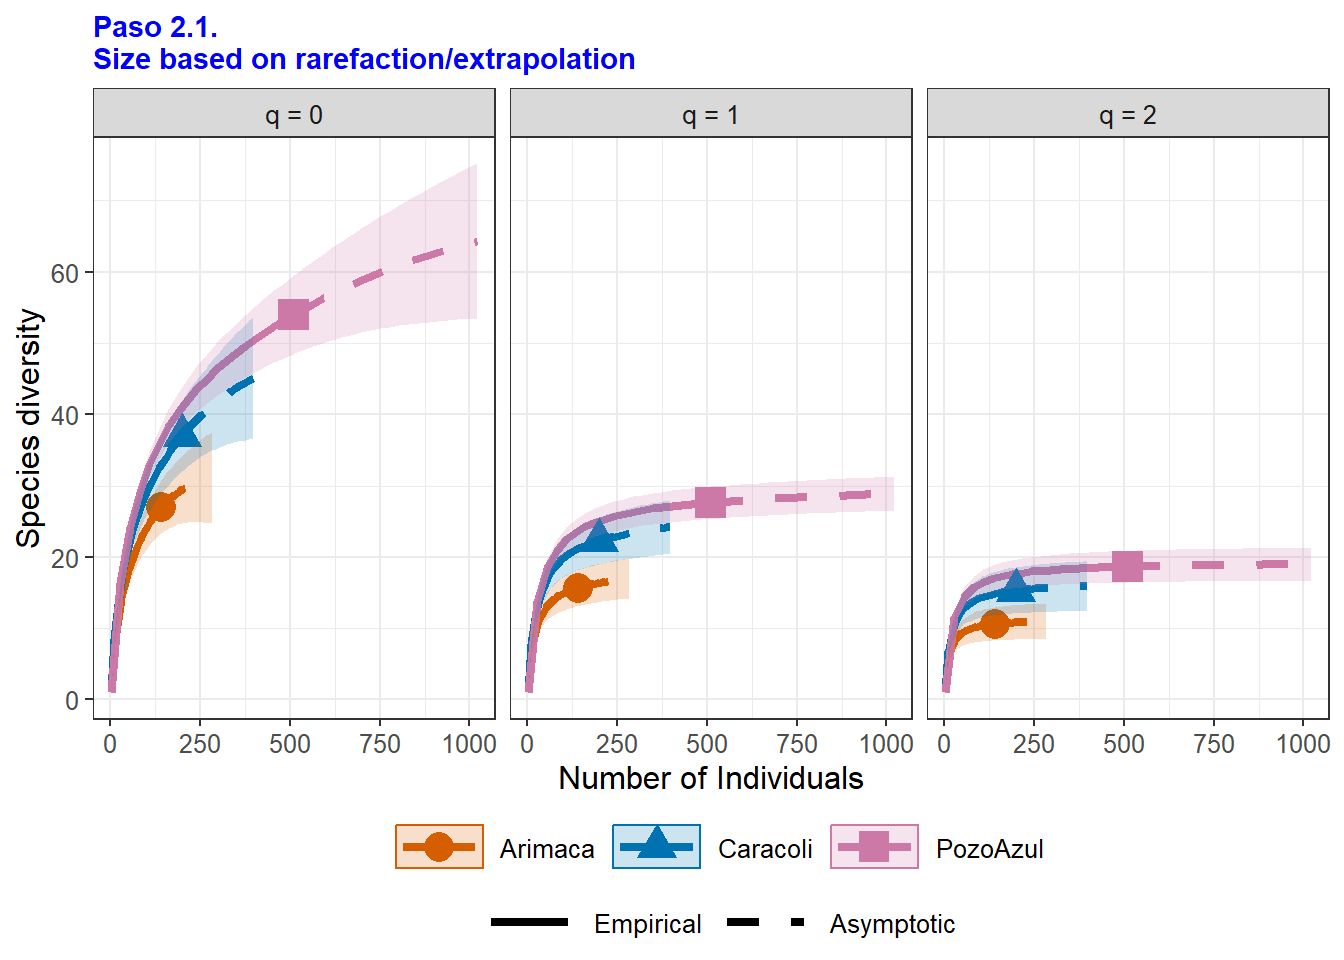 Paso 2.1.
Size based on rarefaction/extrapolation
q = 0
q = 1
q = 2
Species diversity
60
40
20
0
0 250 500 750 1000
0 250 500 750 1000
0 250 500 750 1000
Number of Individuals
Arimaca
Caracoli
PozoAzul
Empirical
Asymptotic